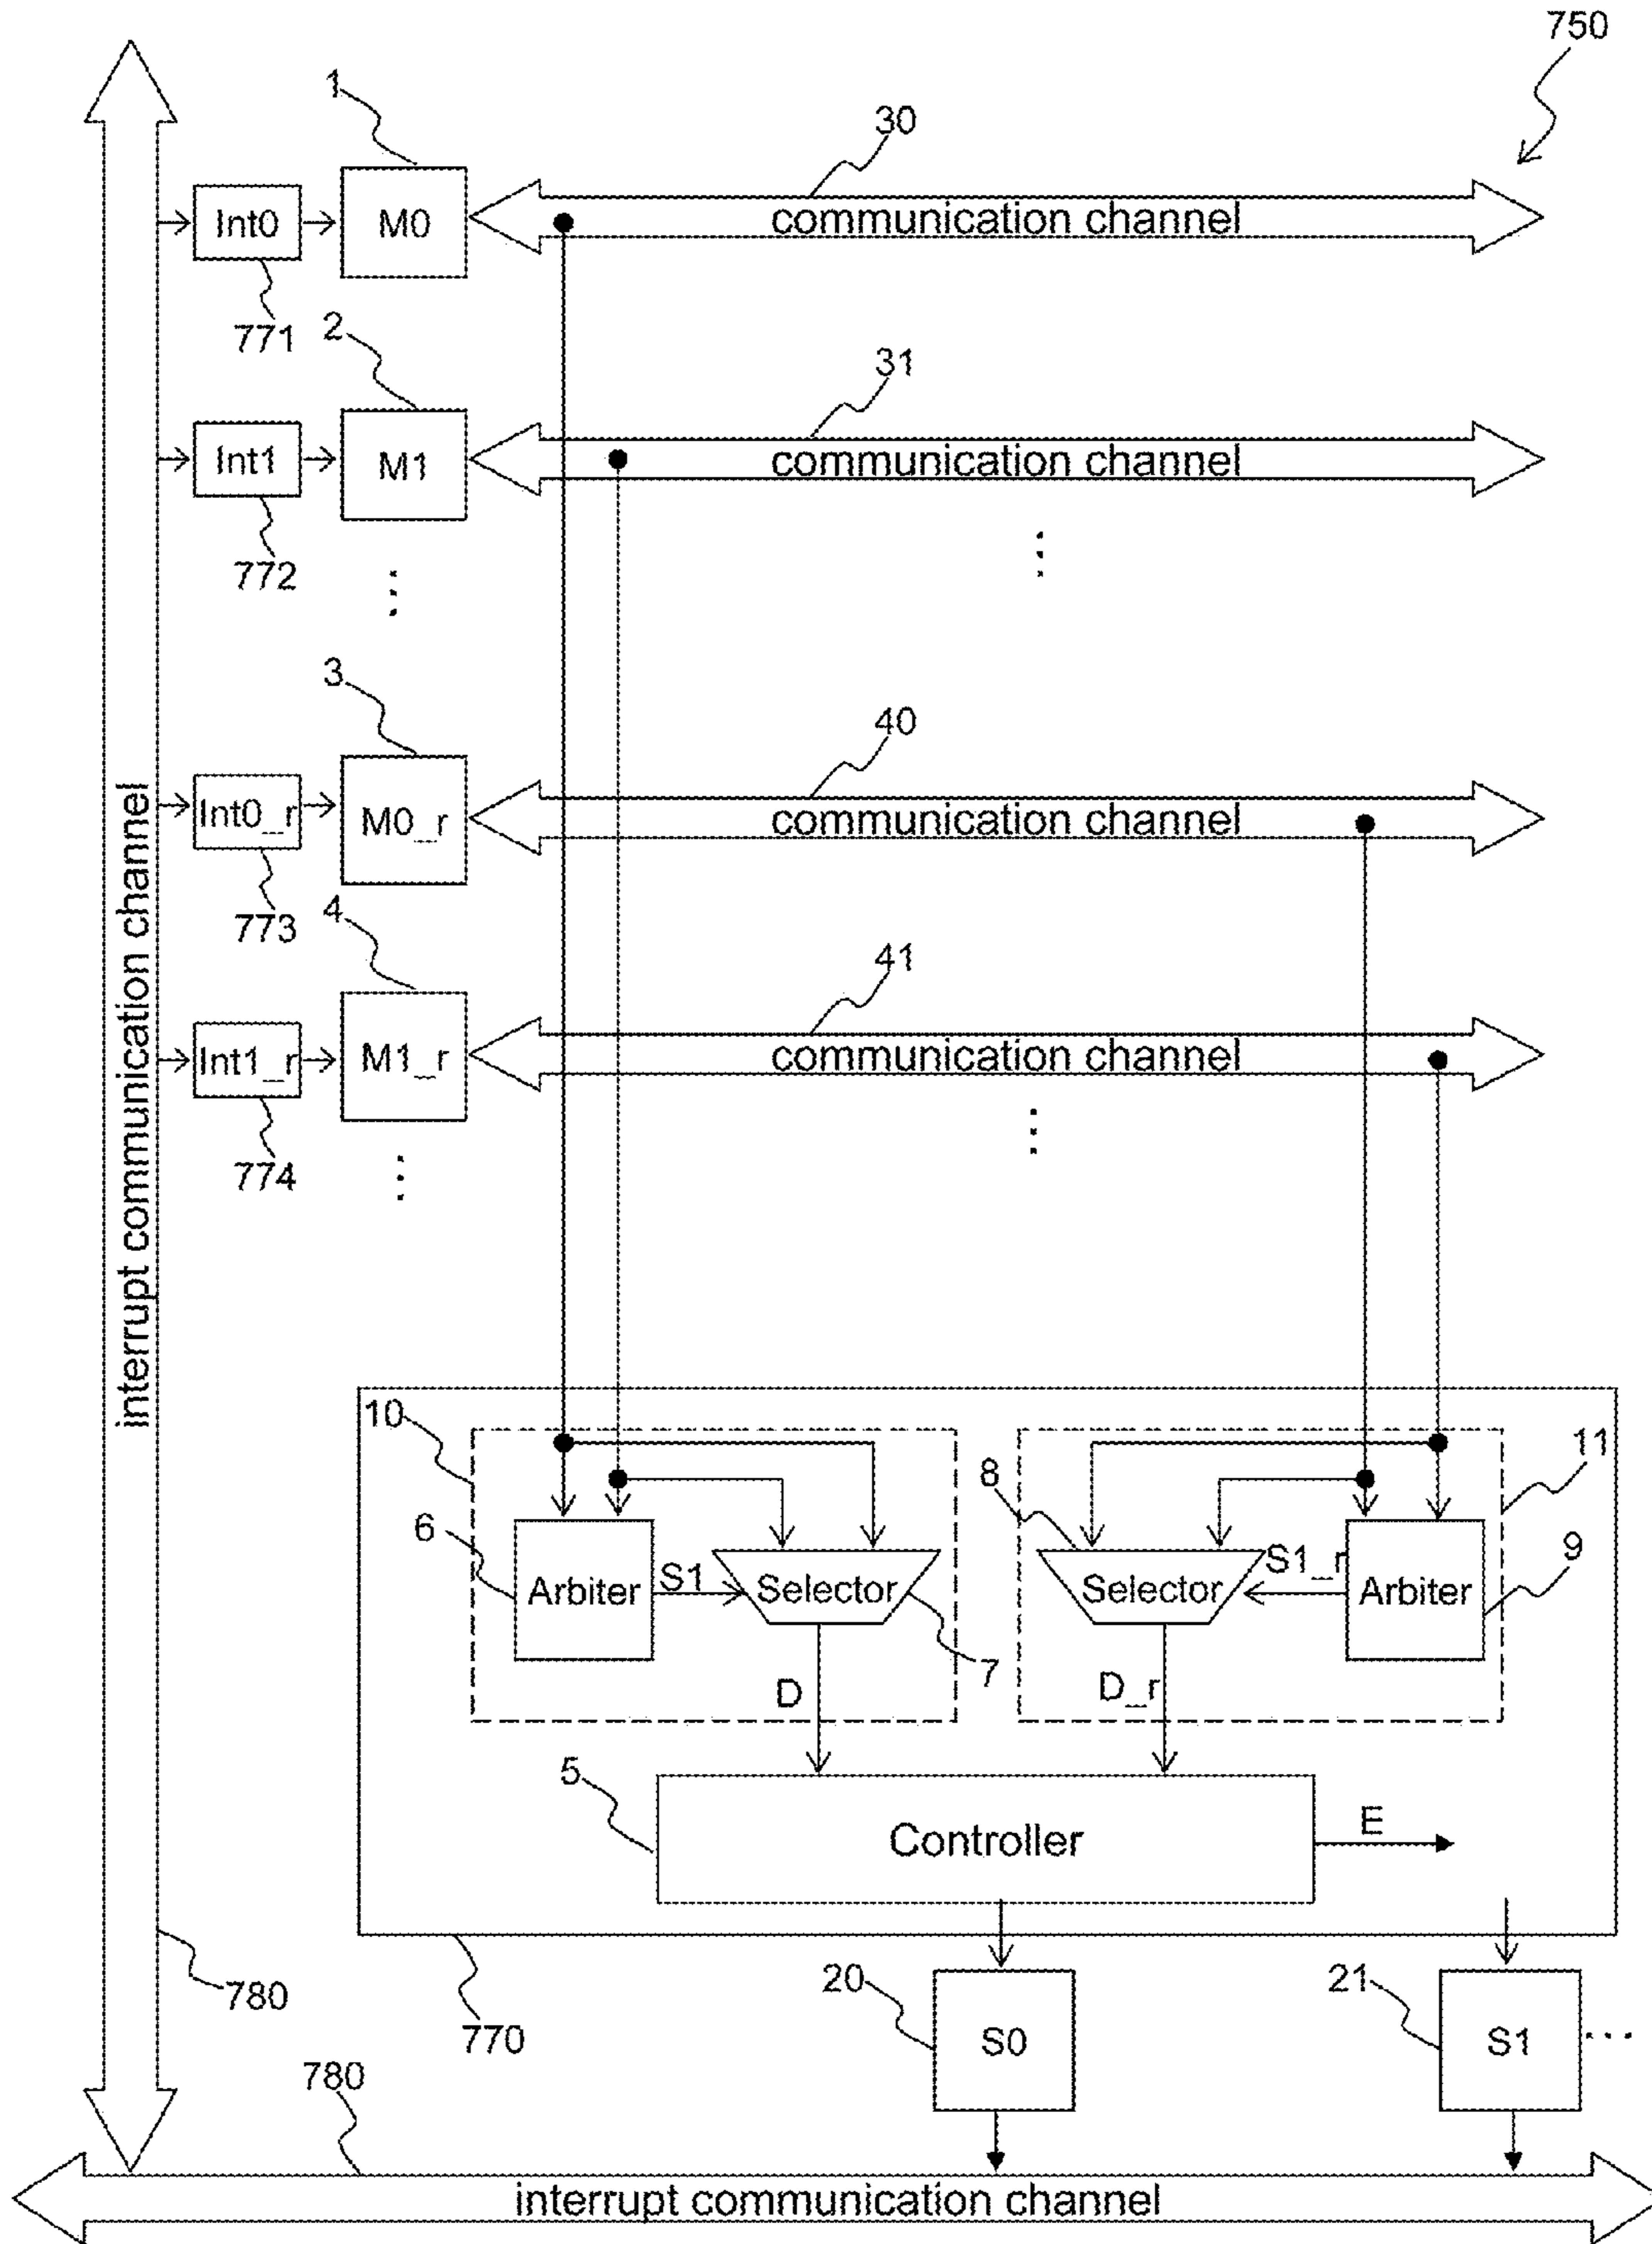 750
1
30
Int0
M0
communication channel
771
2
31
Int1
M1
communication channel
772
3
40
Int0_r
M0_r
communication channel
773
4
41
Int1_r
M1_r
communication channel
774
interrupt communication channel
10
11
8
6
9
Arbiter
S1
Selector
Selector
S1_r
Arbiter
7
D
D_r
5
Controller
E
780
770
20
S0
21
S1
780
interrupt communication channel